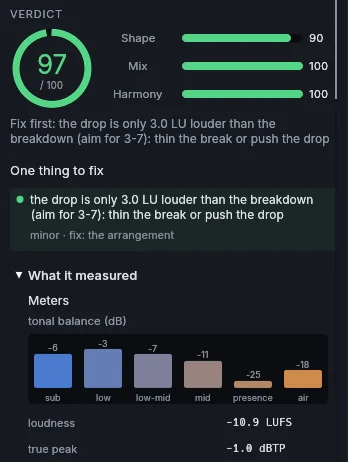 VERDICT
97
/ 100
Shape 90
Mix 100
Harmony 100
Fix first: the drop is only 3.0 LU louder than the
breakdown (aim for 3-7): thin the break or push the drop
One thing to fix
the drop is only 3.0 LU louder than the breakdown
(aim for 3-7): thin the break or push the drop
minor · fix: the arrangement
▼ What it measured
Meters
tonal balance (dB)
-6 -3 -7 -11 -25 -18
sub low low-mid mid presence air
loudness -10.9 LUFS
true peak -1.0 dBTP